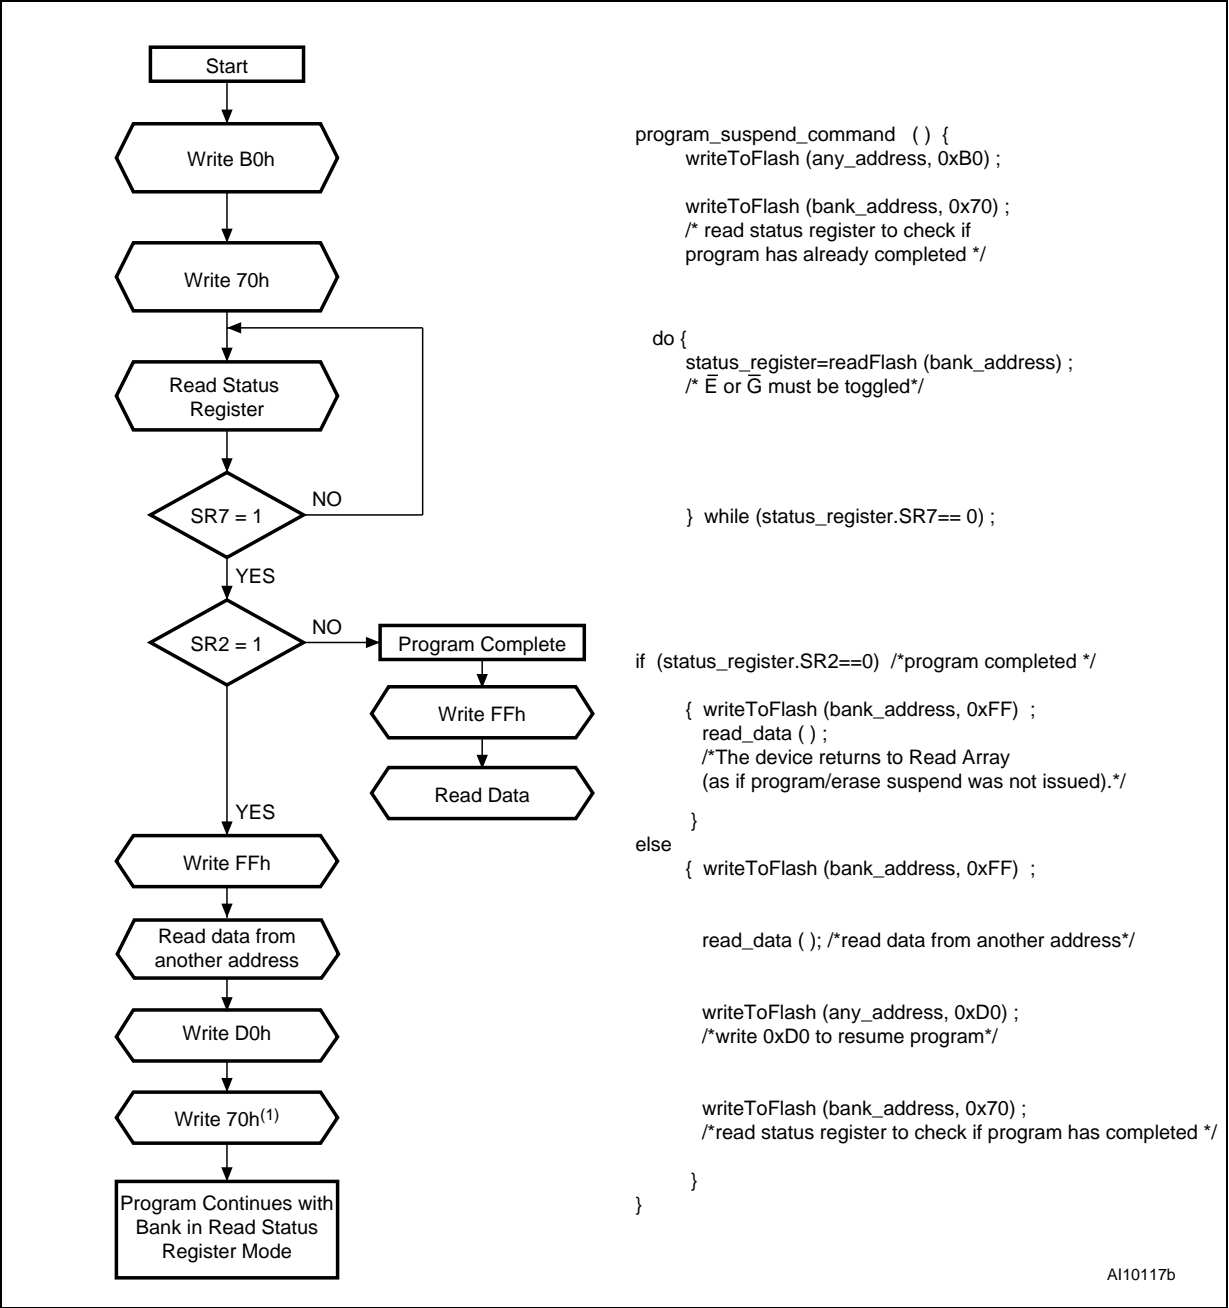 Start
Write B0h
Write 70h
Read Status
Register
SR7 = 1
NO
YES
SR2 = 1
NO
Program Complete
Write FFh
Read Data
YES
Write FFh
Read data from
another address
Write D0h
Write 70h(1)
Program Continues with
Bank in Read Status
Register Mode
program_suspend_command ( ) {
writeToFlash (any_address, 0xB0) ;
writeToFlash (bank_address, 0x70) ;
/* read status register to check if
program has already completed */
do {
status_register=readFlash (bank_address) ;
/* E̅ or G̅ must be toggled*/
} while (status_register.SR7== 0) ;
if (status_register.SR2==0) /*program completed */
{ writeToFlash (bank_address, 0xFF) ;
read_data ( ) ;
/*The device returns to Read Array
(as if program/erase suspend was not issued).*/
}
else
{ writeToFlash (bank_address, 0xFF) ;
read_data ( ); /*read data from another address*/
writeToFlash (any_address, 0xD0) ;
/*write 0xD0 to resume program*/
writeToFlash (bank_address, 0x70) ;
/*read status register to check if program has completed */
}
}
AI10117b